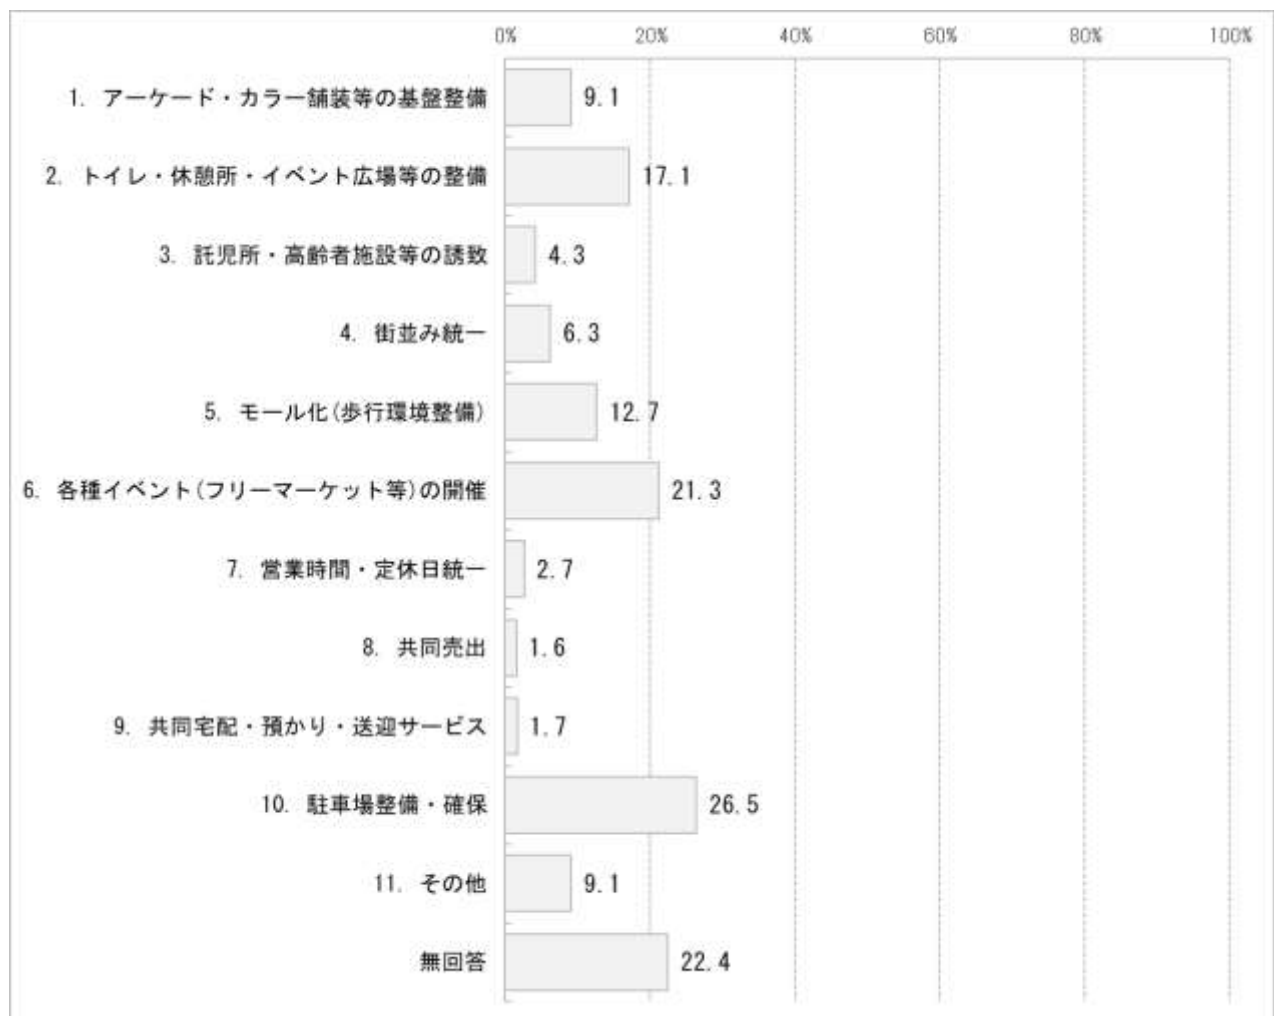 0% 20% 40% 60% 80% 100%
1. アーケード・カラー舗装等の基盤整備 9.1
2. トイレ・休憩所・イベント広場等の整備 17.1
3. 託児所・高齢者施設等の誘致 4.3
4. 街並み統一 6.3
5. モール化(歩行環境整備) 12.7
6. 各種イベント(フリーマーケット等)の開催 21.3
7. 営業時間・定休日統一 2.7
8. 共同売出 1.6
9. 共同宅配・預かり・送迎サービス 1.7
10. 駐車場整備・確保 26.5
11. その他 9.1
無回答 22.4